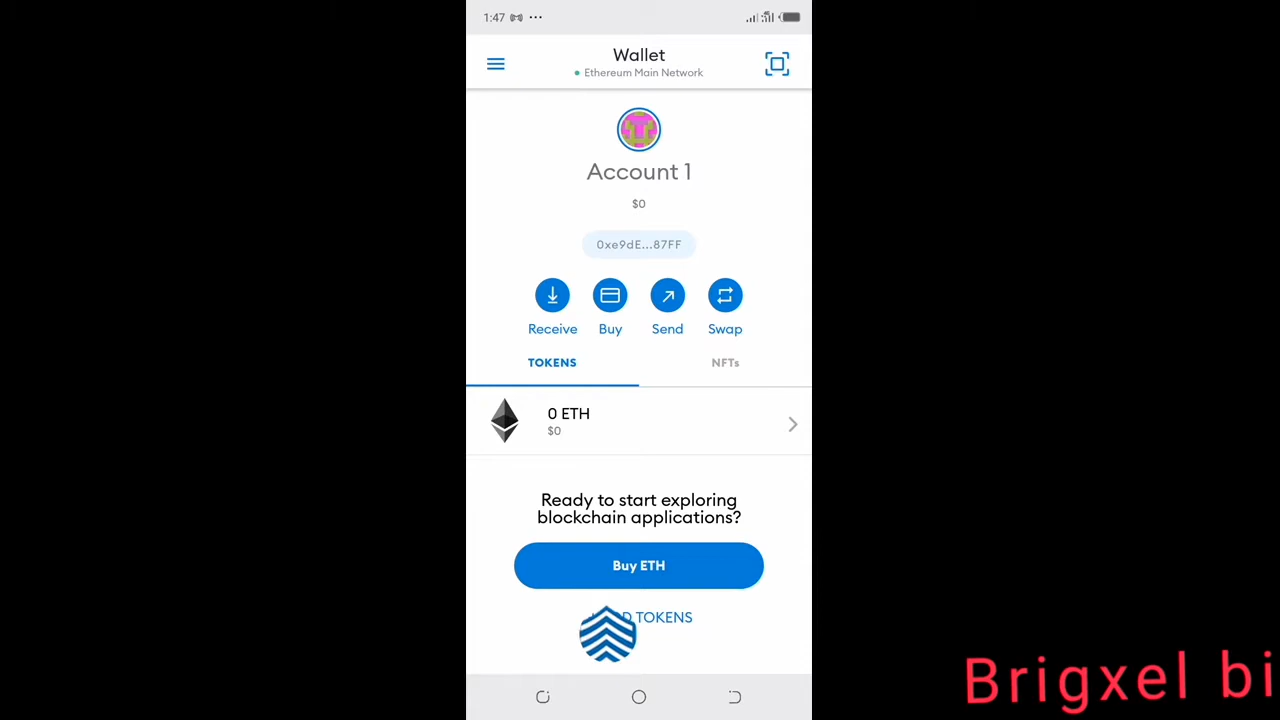 1:47
Wallet
Ethereum Main Network
Account 1
$0
0xe9dE...87FF
Receive Buy Send Swap
TOKENS NFTs
0 ETH
$0
Ready to start exploring
blockchain applications?
Buy ETH
TOKENS
Brigxel bi